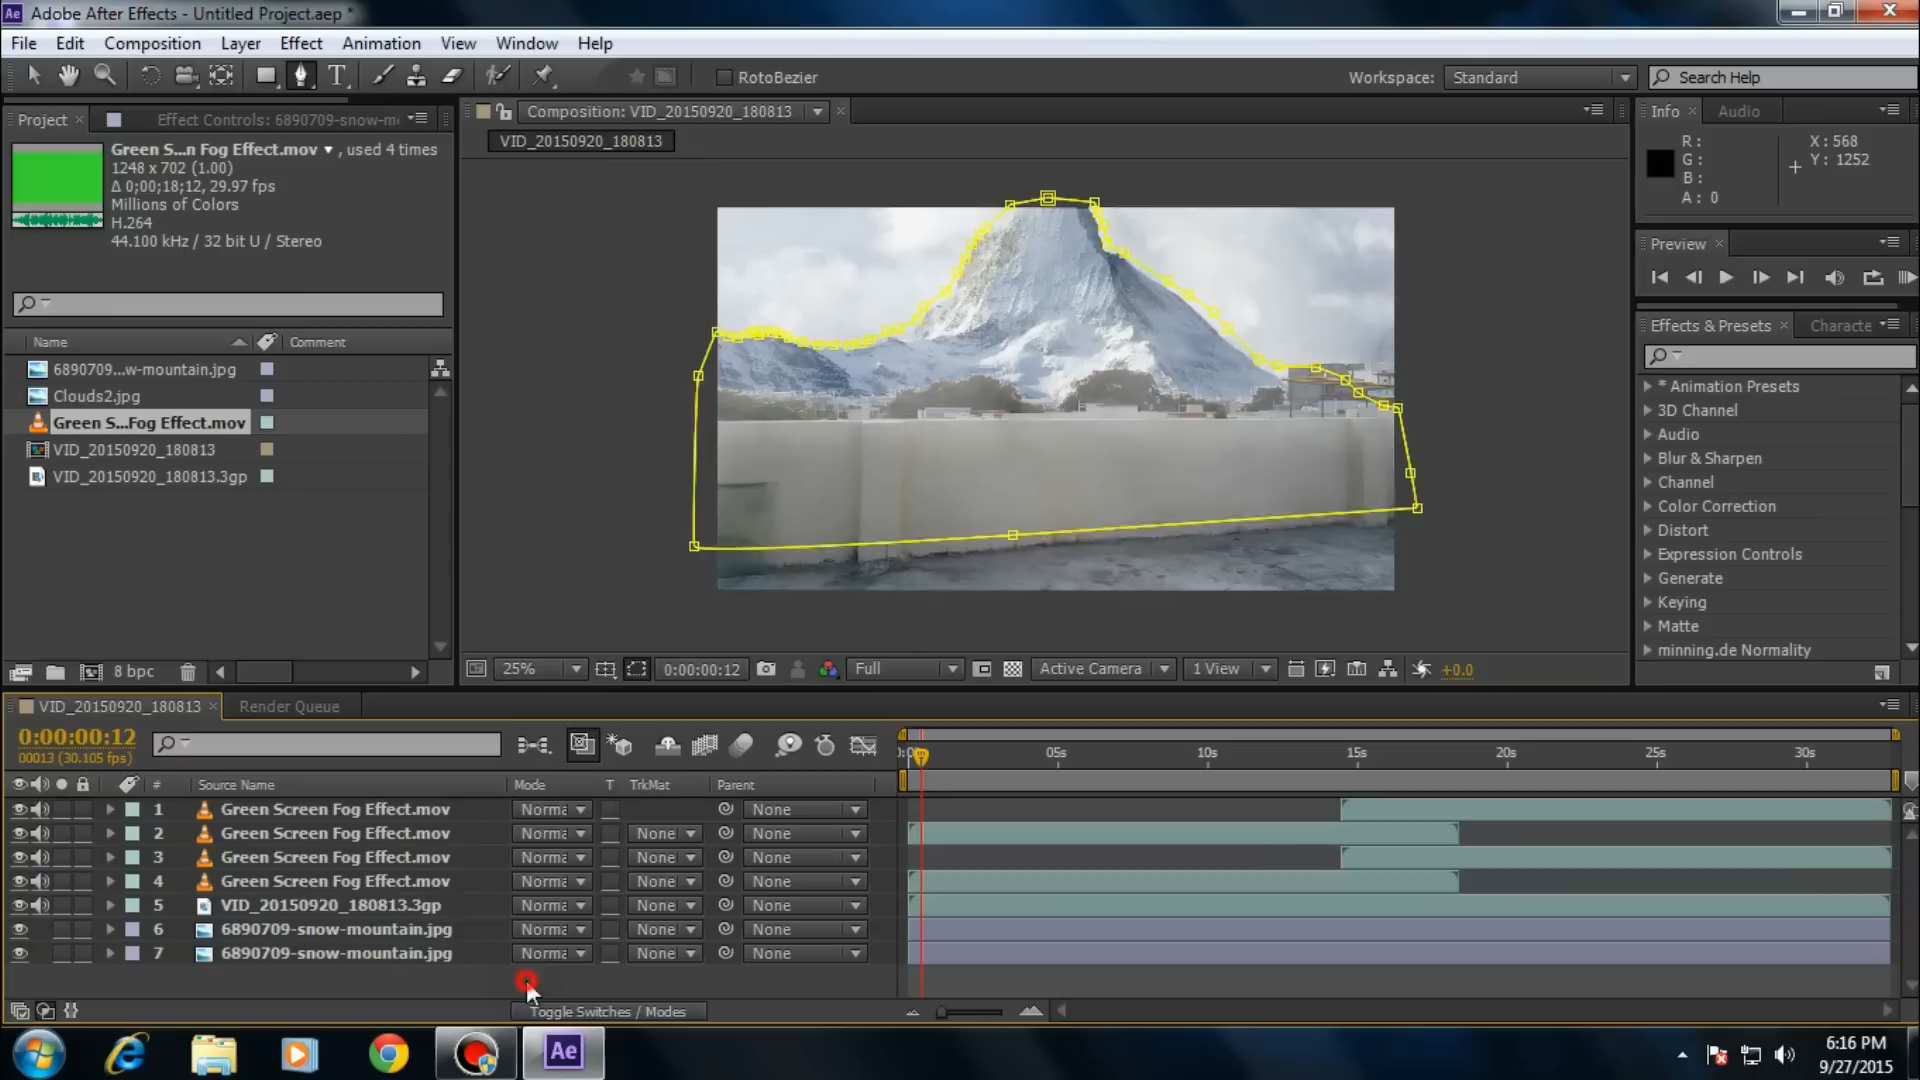 Ae Adobe After Effects - Untitled Project.aep *
File Edit Composition Layer Effect Animation View Window Help
T RotoBezier Workspace: Standard Search Help
Project × Effect Controls: 6890709-snow-m
Green S...n Fog Effect.mov ▼ , used 4 times
1248 x 702 (1.00)
Δ 0;00;18;12, 29.97 fps
Millions of Colors
H.264
44.100 kHz / 32 bit U / Stereo
Name Comment
6890709...w-mountain.jpg
Clouds2.jpg
Green S...Fog Effect.mov
VID_20150920_180813
VID_20150920_180813.3gp
8 bpc
Composition: VID_20150920_180813
VID_20150920_180813
25% 0:00:00:12 Full Active Camera 1 View +0.0
Info × Audio
R: X: 568
G: Y: 1252
B:
A: 0
Preview ×
Effects & Presets × Characte
* Animation Presets
3D Channel
Audio
Blur & Sharpen
Channel
Color Correction
Distort
Expression Controls
Generate
Keying
Matte
minning.de Normality
VID_20150920_180813 × Render Queue
0:00:00:12
00013 (30.105 fps)
05s 10s 15s 20s 25s 30s
# Source Name Mode T TrkMat Parent
1 Green Screen Fog Effect.mov Norma None
2 Green Screen Fog Effect.mov Norma None None
3 Green Screen Fog Effect.mov Norma None None
4 Green Screen Fog Effect.mov Norma None None
5 VID_20150920_180813.3gp Norma None None
6 6890709-snow-mountain.jpg Norma None None
7 6890709-snow-mountain.jpg Norma None None
Toggle Switches / Modes
Ae
6:16 PM
9/27/2015